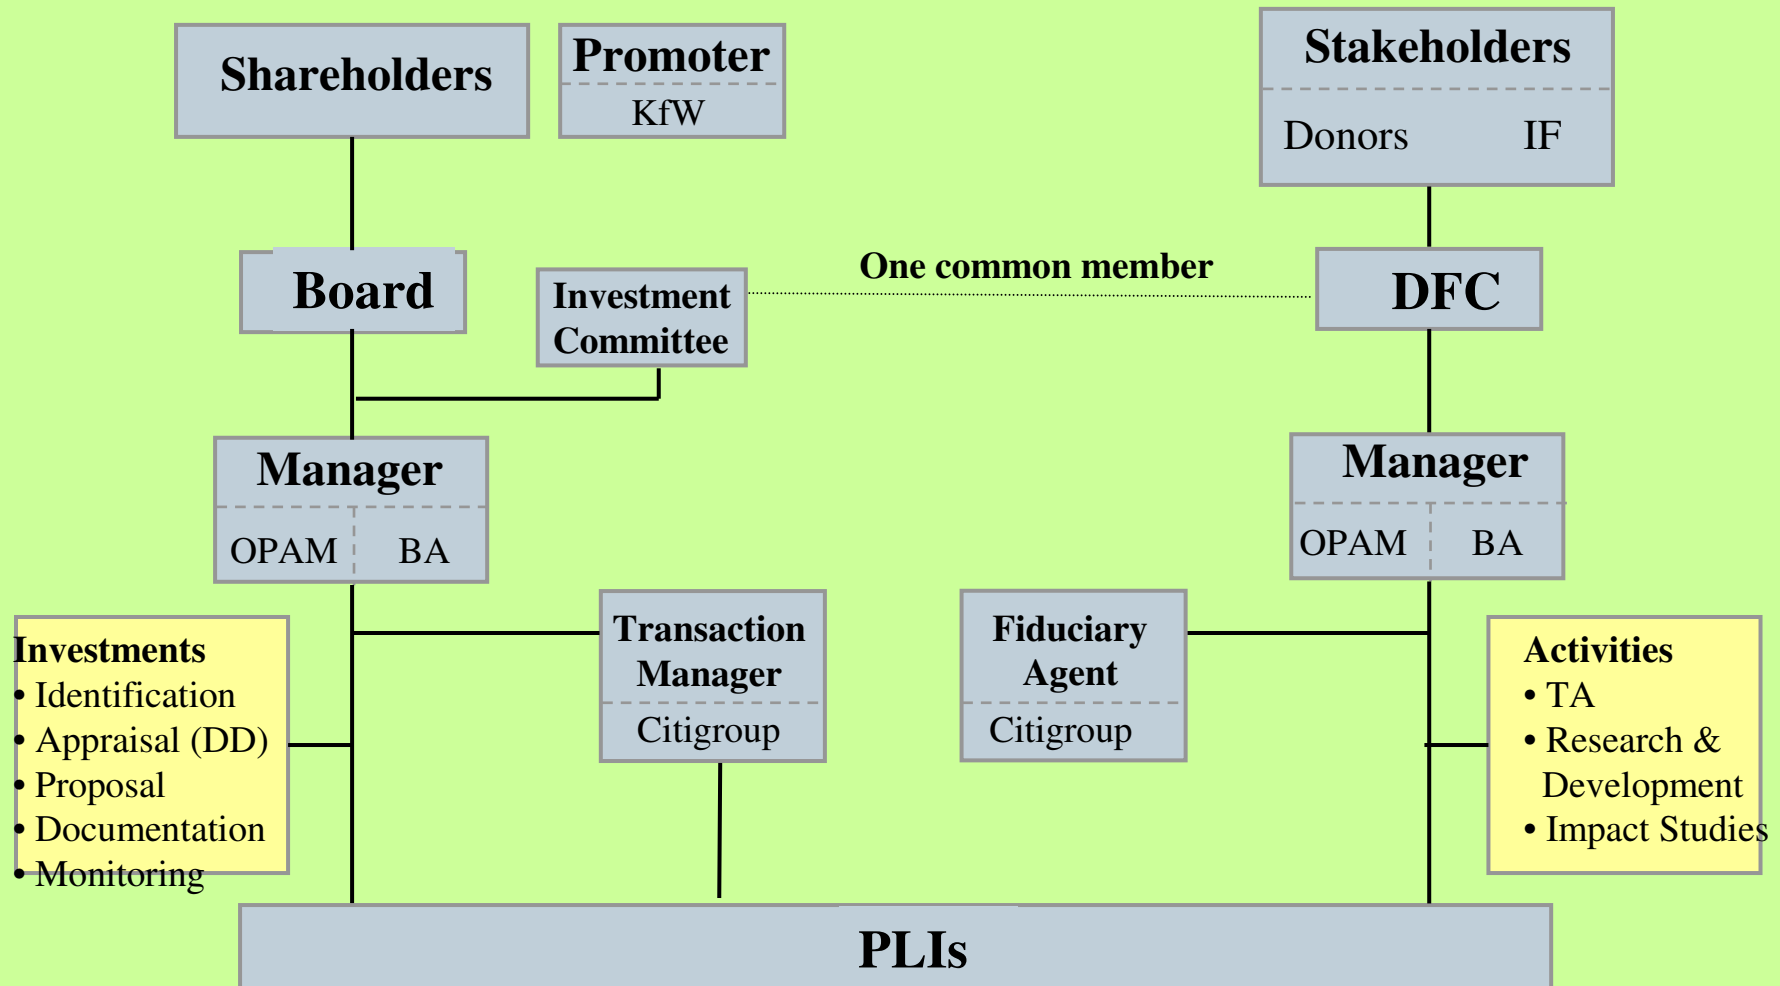 Shareholders
Promoter
KfW
Stakeholders
Donors IF
Board
Investment
Committee
One common member
DFC
Manager
OPAM BA
Manager
OPAM BA
Investments
• Identification
• Appraisal (DD)
• Proposal
• Documentation
• Monitoring
Transaction
Manager
Citigroup
Fiduciary
Agent
Citigroup
Activities
• TA
• Research &
Development
• Impact Studies
PLIs